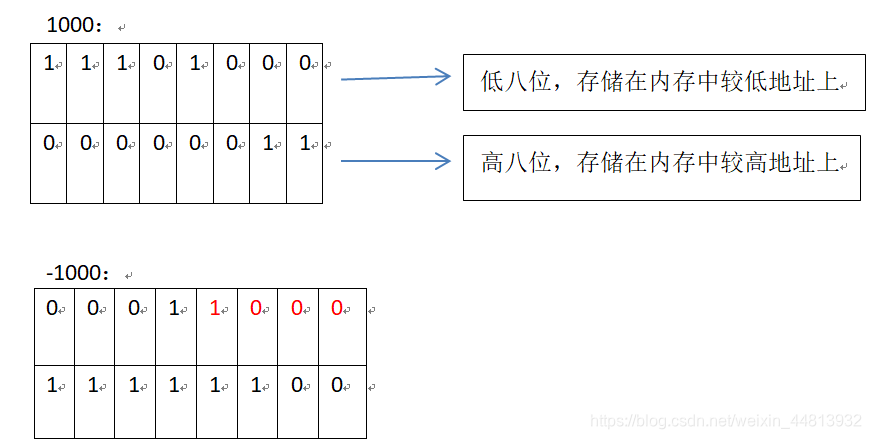 1000：
1 1 1 0 1 0 0 0
低八位，存储在内存中较低地址上
0 0 0 0 0 0 1 1
高八位，存储在内存中较高地址上
-1000：
0 0 0 1 1 0 0 0
1 1 1 1 1 1 0 0
https://blog.csdn.net/weixin_44813932